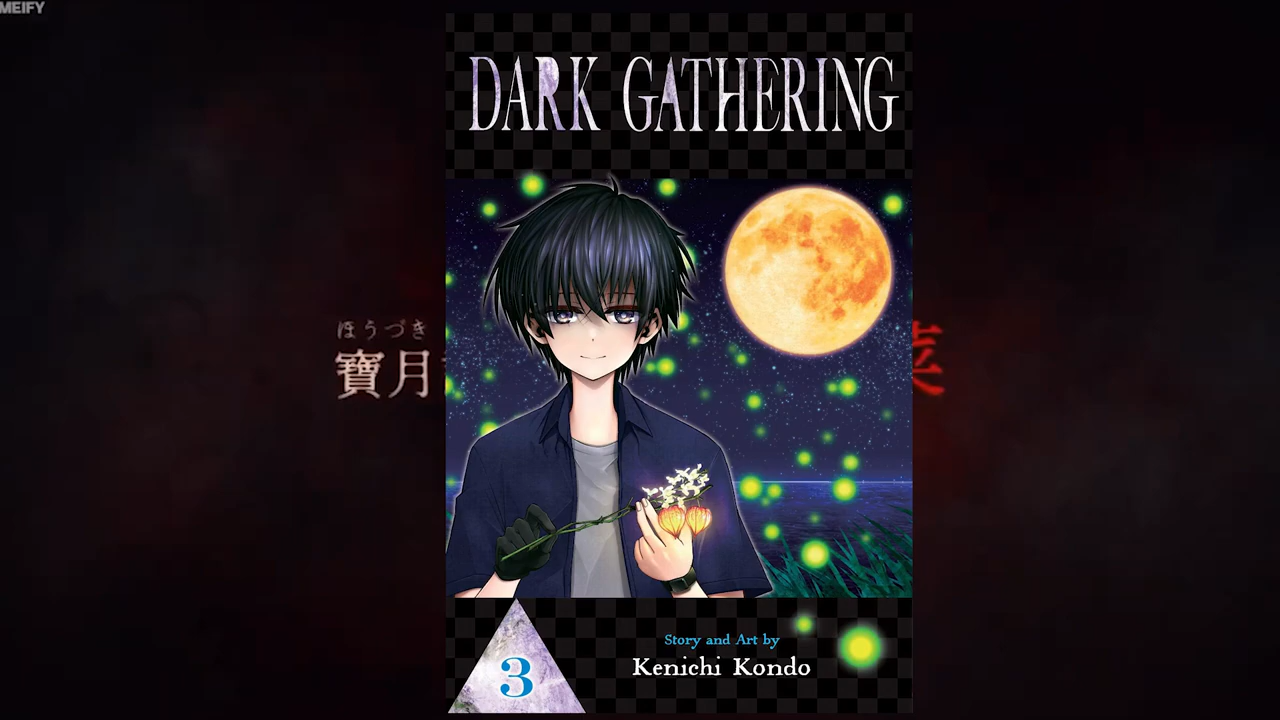 MEIFY
DARK GATHERING
ほうづき
寶月
3
Story and Art by
Kenichi Kondo